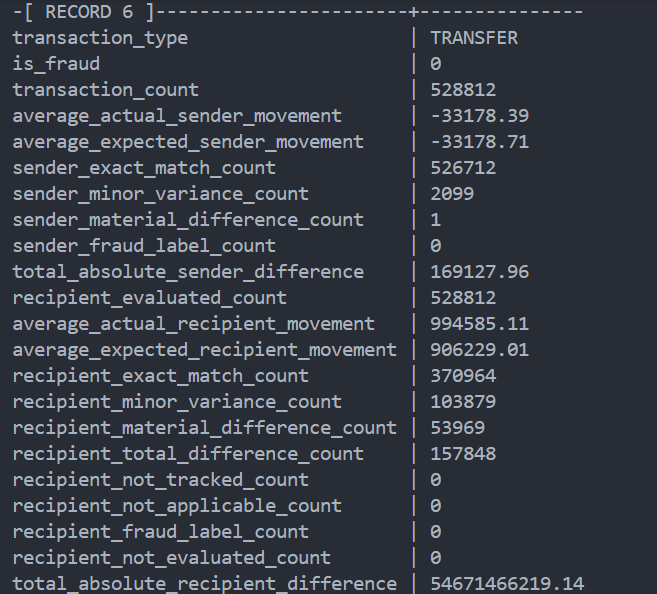 -[ RECORD 6 ]-----------------------+---------------
transaction_type                    | TRANSFER
is_fraud                            | 0
transaction_count                   | 528812
average_actual_sender_movement      | -33178.39
average_expected_sender_movement    | -33178.71
sender_exact_match_count            | 526712
sender_minor_variance_count         | 2099
sender_material_difference_count    | 1
sender_fraud_label_count            | 0
total_absolute_sender_difference    | 169127.96
recipient_evaluated_count           | 528812
average_actual_recipient_movement   | 994585.11
average_expected_recipient_movement | 906229.01
recipient_exact_match_count         | 370964
recipient_minor_variance_count      | 103879
recipient_material_difference_count | 53969
recipient_total_difference_count    | 157848
recipient_not_tracked_count         | 0
recipient_not_applicable_count      | 0
recipient_fraud_label_count         | 0
recipient_not_evaluated_count       | 0
total_absolute_recipient_difference | 54671466219.14